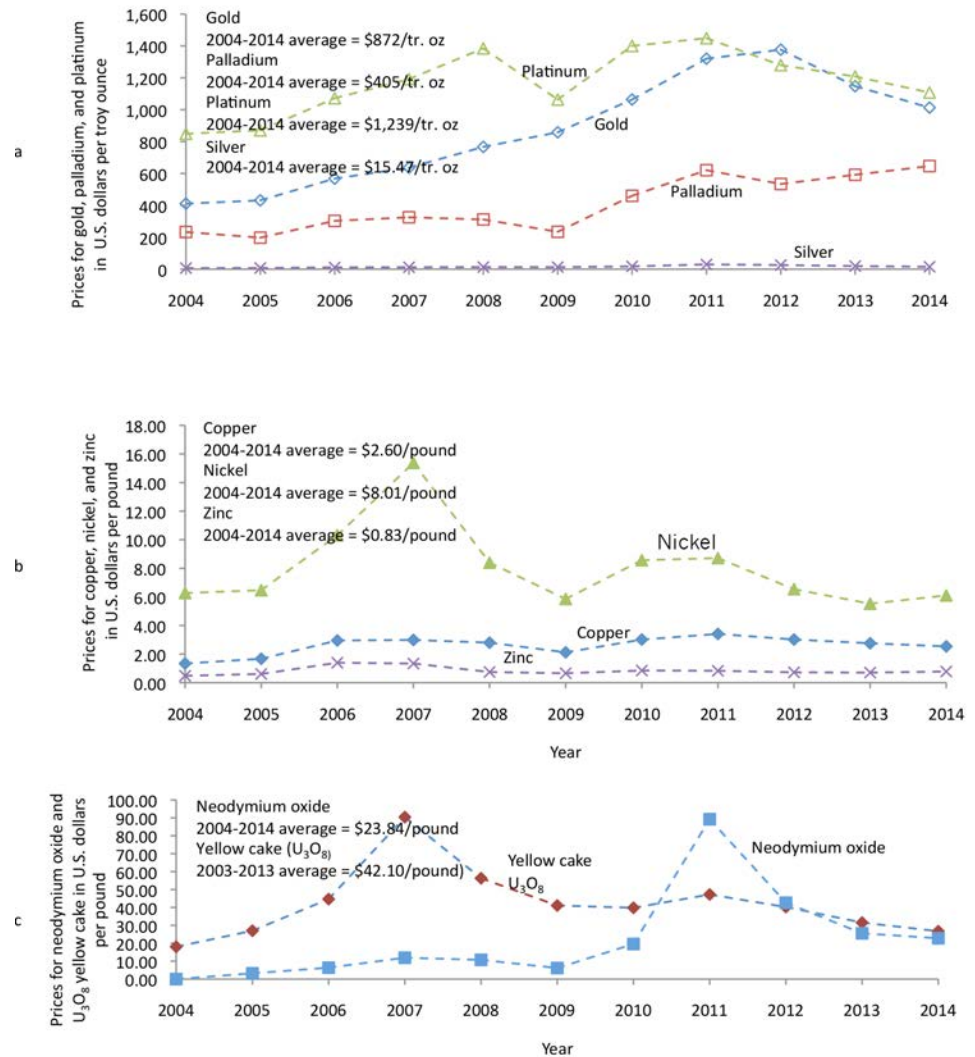 a
Prices for gold, palladium, and platinum
in U.S. dollars per troy ounce
1,600
1,400
1,200
1,000
800
600
400
200
0
Gold
2004-2014 average = $872/tr. oz
Palladium
2004-2014 average = $405/tr. oz
Platinum
2004-2014 average = $1,239/tr. oz
Silver
2004-2014 average = $15.47/tr. oz
Platinum
Gold
Palladium
Silver
2004 2005 2006 2007 2008 2009 2010 2011 2012 2013 2014
b
Prices for copper, nickel, and zinc
in U.S. dollars per pound
18.00
16.00
14.00
12.00
10.00
8.00
6.00
4.00
2.00
0.00
Copper
2004-2014 average = $2.60/pound
Nickel
2004-2014 average = $8.01/pound
Zinc
2004-2014 average = $0.83/pound
Nickel
Copper
Zinc
2004 2005 2006 2007 2008 2009 2010 2011 2012 2013 2014
Year
c
Prices for neodymium oxide and
U₃O₈ yellow cake in U.S. dollars
per pound
100.00
90.00
80.00
70.00
60.00
50.00
40.00
30.00
20.00
10.00
0.00
Neodymium oxide
2004-2014 average = $23.84/pound
Yellow cake (U₃O₈)
2003-2013 average = $42.10/pound)
Yellow cake
U₃O₈
Neodymium oxide
2004 2005 2006 2007 2008 2009 2010 2011 2012 2013 2014
Year